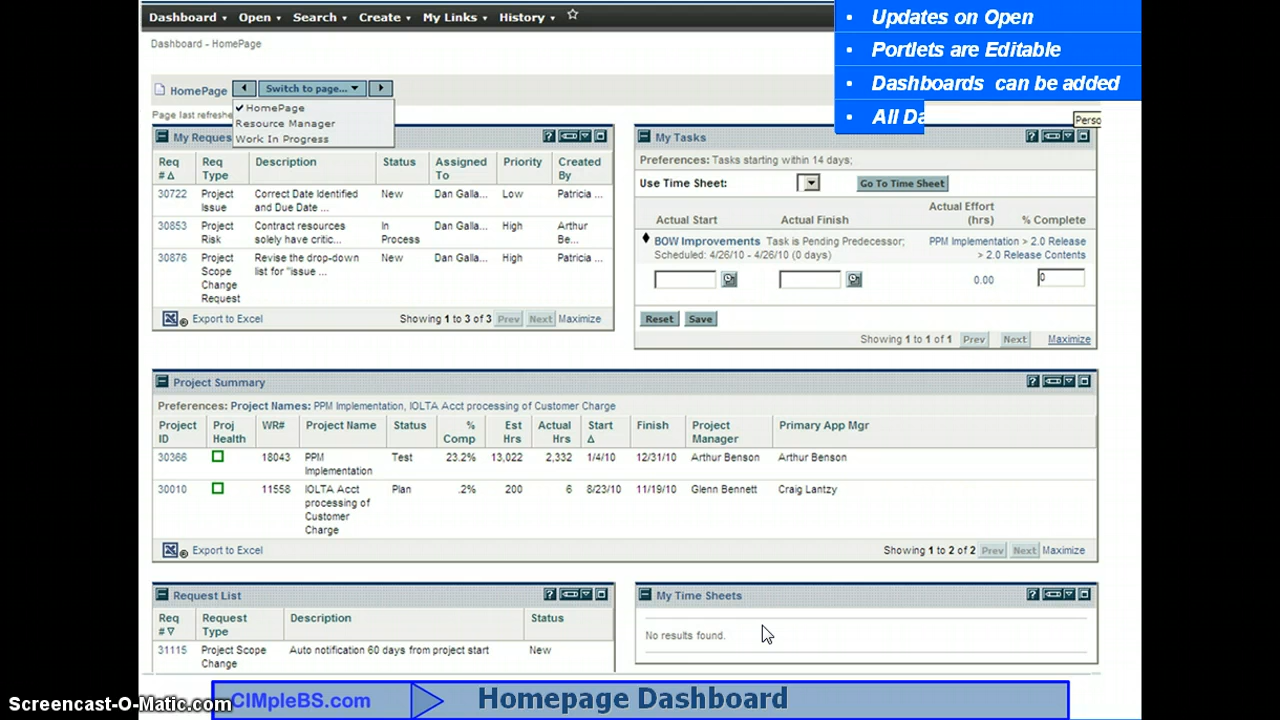 Dashboard Open Search Create My Links History
Updates on Open
Portlets are Editable
Dashboards can be added
All Da
Dashboard - HomePage
HomePage Switch to page...
HomePage
Resource Manager
Work In Progress
Page last refreshe
Perso
My Reques
Req # Req Type Description Status Assigned To Priority Created By
30722 Project Issue Correct Date Identified and Due Date ... New Dan Galla... Low Patricia ...
30853 Project Risk Contract resources solely have critic... In Process Dan Galla... High Arthur Be...
30876 Project Scope Change Request Revise the drop-down list for "issue ... New Dan Galla... High Patricia ...
Export to Excel Showing 1 to 3 of 3 Prev Next Maximize
My Tasks
Preferences: Tasks starting within 14 days;
Use Time Sheet: Go To Time Sheet
Actual Start Actual Finish Actual Effort (hrs) % Complete
BOW Improvements Task is Pending Predecessor; PPM Implementation > 2.0 Release
Scheduled: 4/26/10 - 4/26/10 (0 days) > 2.0 Release Contents
0.00 0
Reset Save
Showing 1 to 1 of 1 Prev Next Maximize
Project Summary
Preferences: Project Names: PPM Implementation, IOLTA Acct processing of Customer Charge
Project ID Proj Health WR# Project Name Status % Comp Est Hrs Actual Hrs Start Finish Project Manager Primary App Mgr
30366 18043 PPM Implementation Test 23.2% 13,022 2,332 1/4/10 12/31/10 Arthur Benson Arthur Benson
30010 11558 IOLTA Acct processing of Customer Charge Plan .2% 200 6 8/23/10 11/19/10 Glenn Bennett Craig Lantzy
Export to Excel Showing 1 to 2 of 2 Prev Next Maximize
Request List
Req # Request Type Description Status
31115 Project Scope Change Auto notification 60 days from project start New
My Time Sheets
No results found.
CIMpleBS.com Homepage Dashboard
Screencast-O-Matic.com